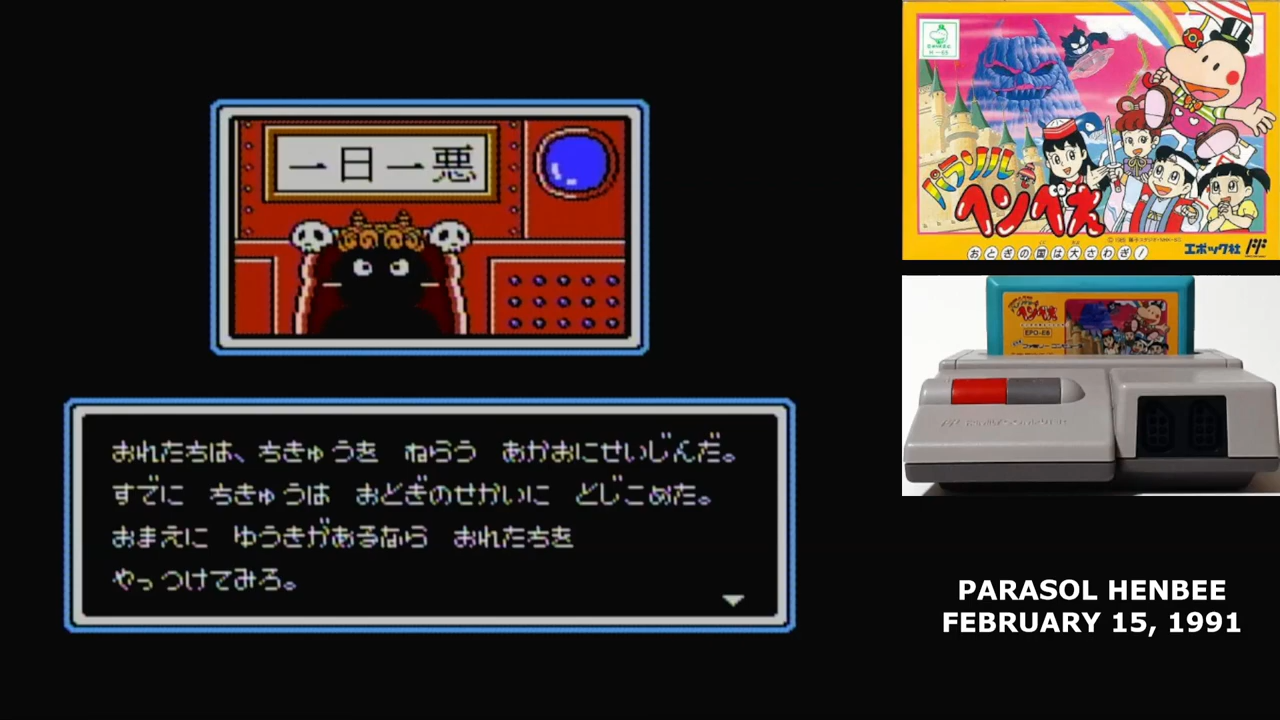 一日一悪
おれたちは、ちきゅうを ねらう あかおにせいじんだ。
すでに ちきゅうは おとぎのせかいに とじこめた。
おまえに ゆうきがあるなら おれたちを
やっつけてみろ。
パラソル
ヘンベえ
おとぎの国は大さわぎ!
エポック社
PARASOL HENBEE
FEBRUARY 15, 1991